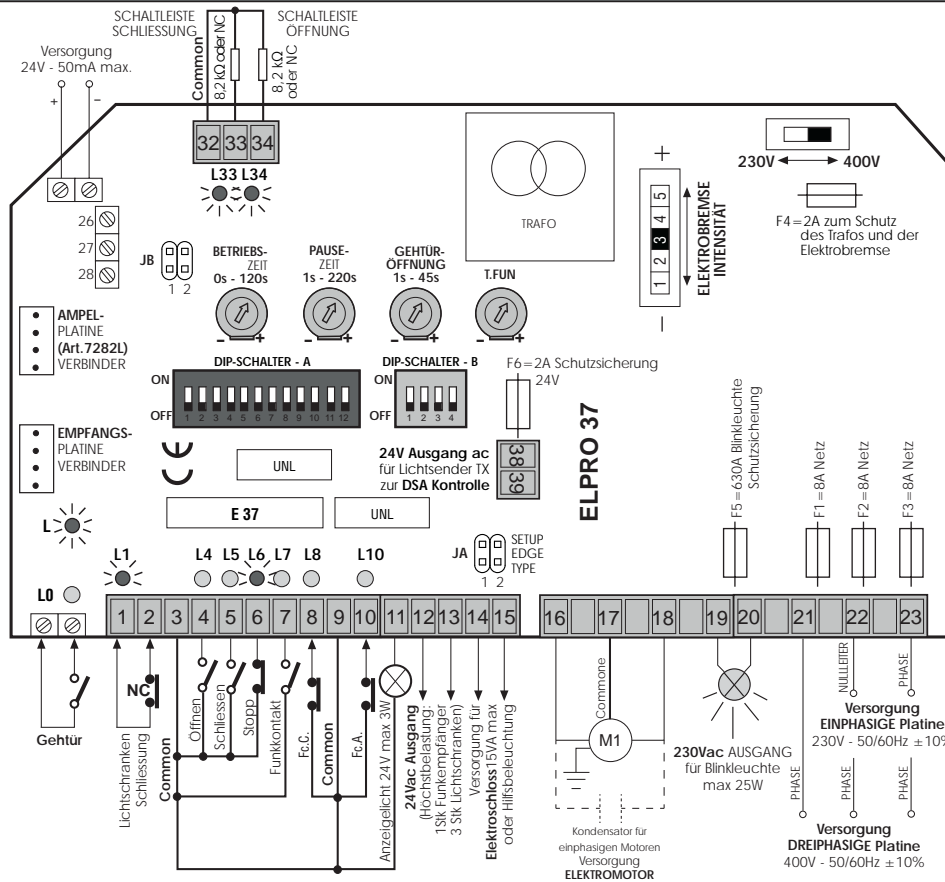 SCHALTLEISTE
SCHLIESSUNG
SCHALTLEISTE
ÖFFNUNG
Versorgung
24V - 50mA max.
+
–
Common
8,2 kΩ oder NC
8,2 kΩ
oder NC
32 33 34
L33 L34
26
27
28
JB
1 2
BETRIEBS-
ZEIT
0s - 120s
PAUSE-
ZEIT
1s - 220s
GEHTÜR-
ÖFFNUNG
1s - 45s
T.FUN
- +
- +
- +
- +
TRAFO
+
1 2 3 4 5
–
ELEKTROBREMSE
INTENSITÄT
230V 400V
F4=2A zum Schutz
des Trafos und der
Elektrobremse
AMPEL-
PLATINE
(Art.7282L)
VERBINDER
DIP-SCHALTER - A
ON
OFF
1 2 3 4 5 6 7 8 9 10 11 12
DIP-SCHALTER - B
ON
OFF
1 2 3 4
F6=2A Schutzsicherung
24V
EMPFANGS-
PLATINE
VERBINDER
CE
UNL
E 37
UNL
24V Ausgang ac
für Lichtsender TX
zur DSA Kontrolle
38 39
ELPRO 37
F5=630A Blinkleuchte
Schutzsicherung
F1=8A Netz
F2=8A Netz
F3=8A Netz
L
JA
1 2
SETUP
EDGE
TYPE
L0
L1
L4 L5 L6 L7 L8
L10
1 2 3 4 5 6 7 8 9 10 11 12 13 14 15
16 17 18 19 20 21 22 23
Gehtür
NC
Lichtschranken
Schliessung
Common
Öffnen
Schliessen
Stopp
Funkkontakt
Fc.C.
Common
Fc.A.
Anzeigelicht 24V max 3W
24Vac Ausgang
(Höchstbelastung:
1Stk Funkempfänger
3 Stk Lichtschranken)
Versorgung für
Elektroschloss15VA max
oder Hilfsbeleuchtung
Commone
M1
Kondensator für
einphasigen Motoren
Versorgung
ELEKTROMOTOR
230Vac AUSGANG
für Blinkleuchte
max 25W
NULLLEITER
PHASE
Versorgung
EINPHASIGE Platine
230V - 50/60Hz ±10%
PHASE
PHASE
PHASE
Versorgung
DREIPHASIGE Platine
400V - 50/60Hz ±10%